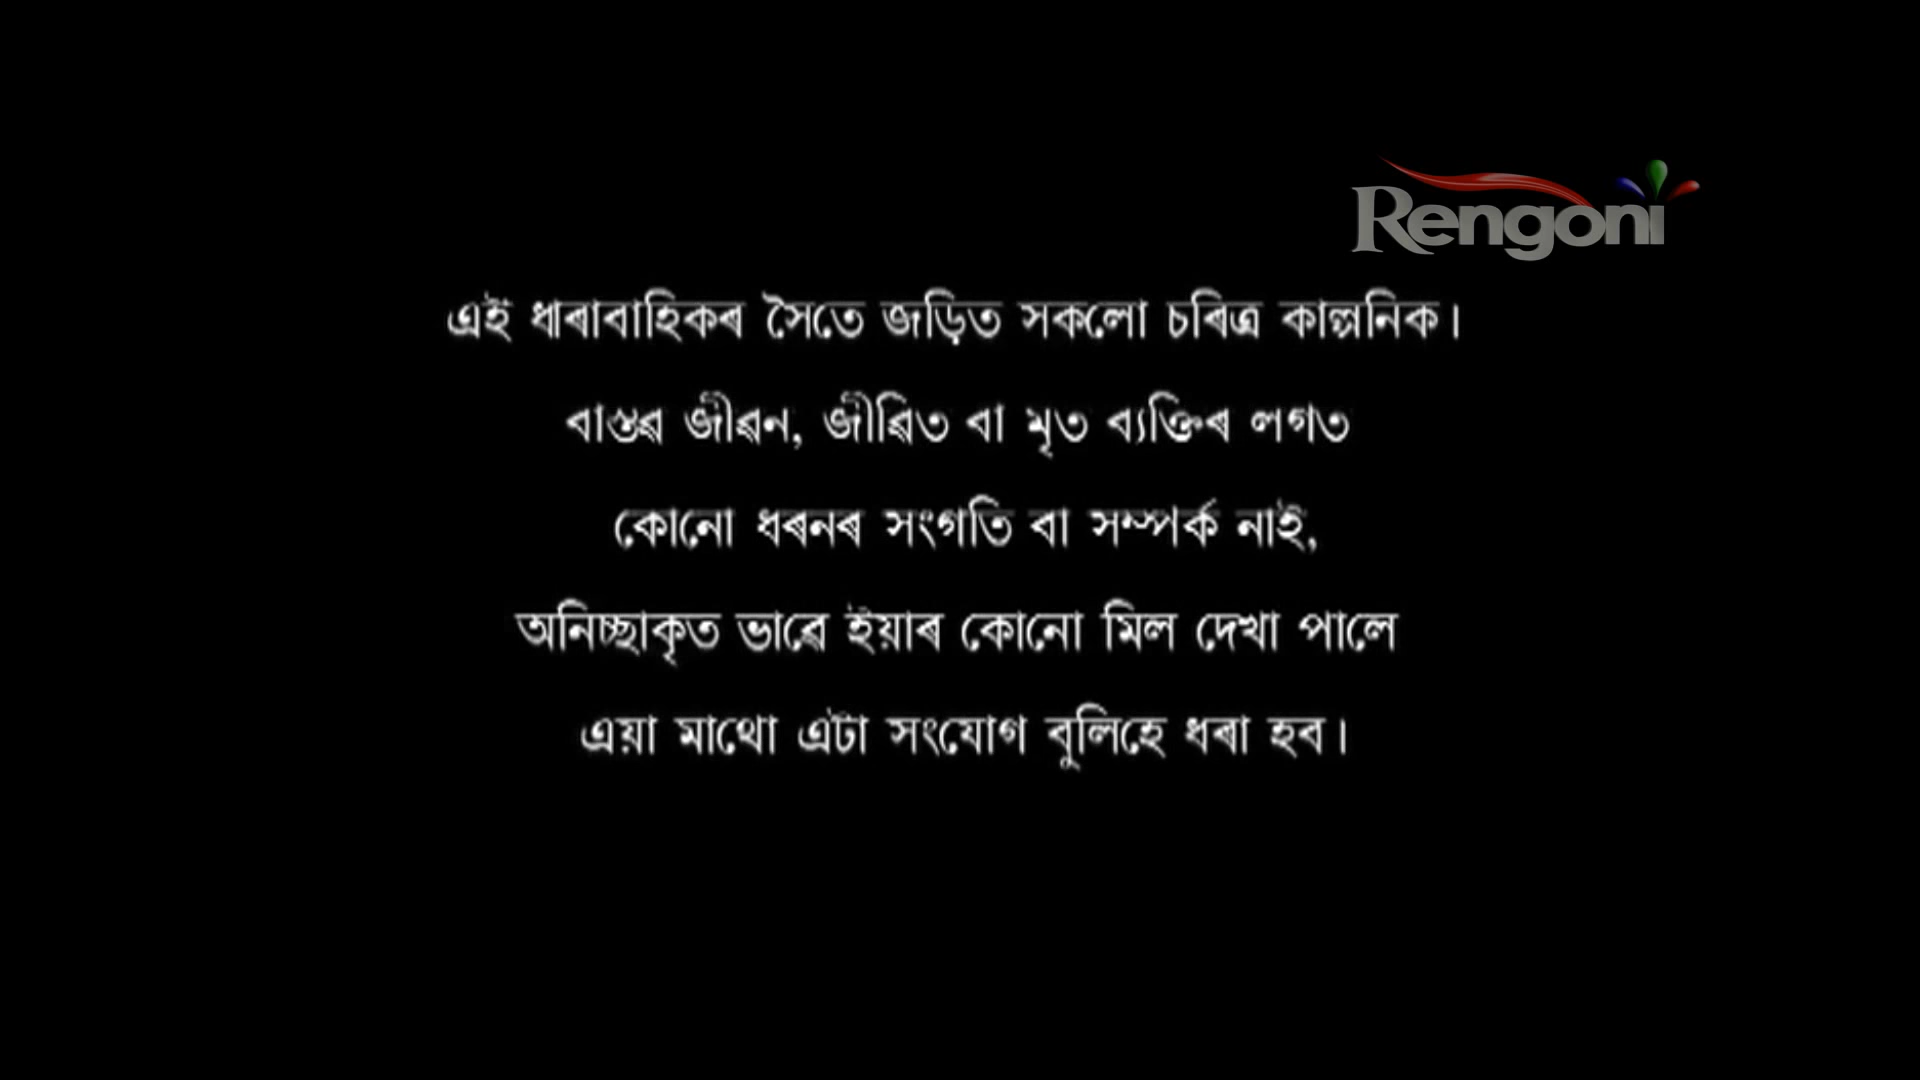 Rengoni
এই ধাৰাবাহিকৰ সৈতে জড়িত সকলো চৰিত্ৰ কাল্পনিক।
বাস্তৱ জীৱন, জীৱিত বা মৃত ব্যক্তিৰ লগত
কোনো ধৰনৰ সংগতি বা সম্পৰ্ক নাই,
অনিচ্ছাকৃত ভাৱে ইয়াৰ কোনো মিল দেখা পালে
এয়া মাথো এটা সংযোগ বুলিহে ধৰা হব।